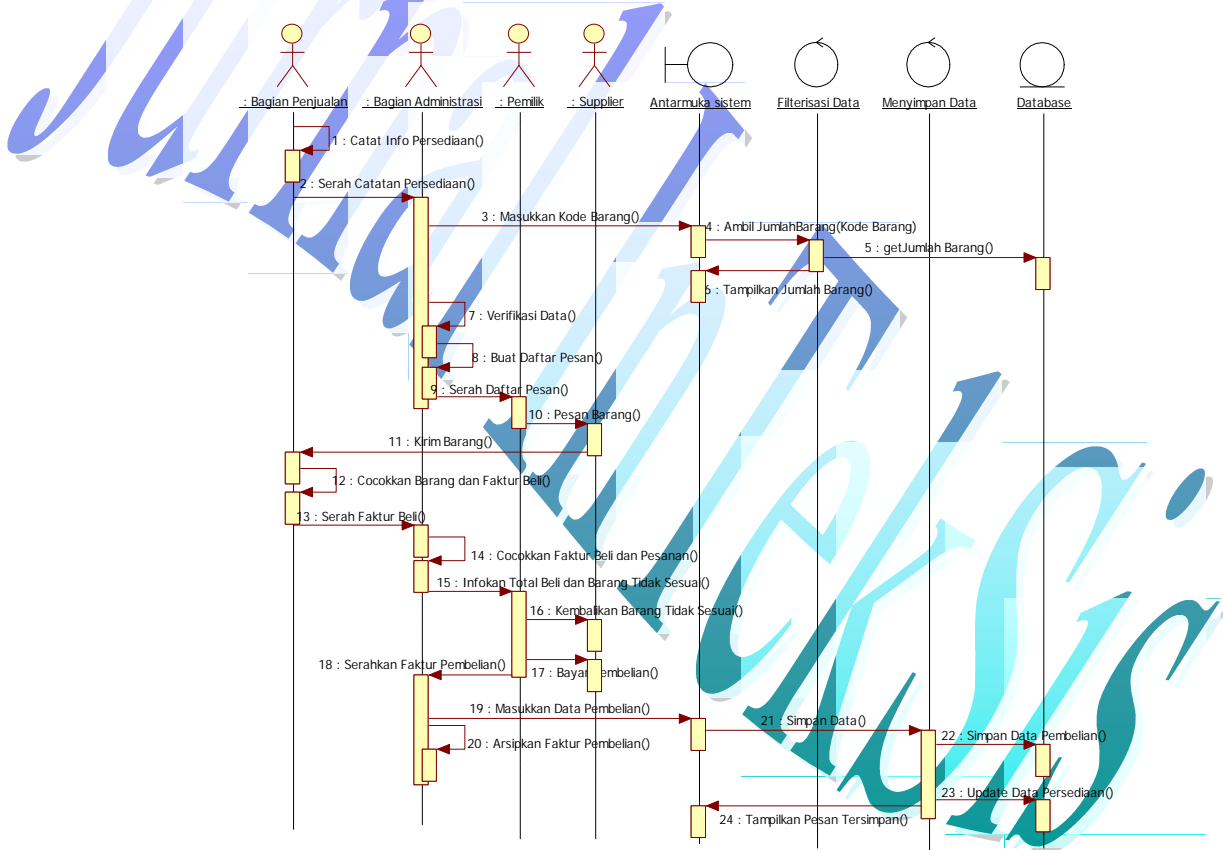 : Bagian Penjualan
: Bagian Administrasi
: Pemilik
: Supplier
Antarmuka sistem
Filterisasi Data
Menyimpan Data
Database
1 : Catat Info Persediaan()
2 : Serah Catatan Persediaan()
3 : Masukkan Kode Barang()
4 : Ambil JumlahBarang(Kode Barang)
5 : getJumlah Barang()
6 : Tampilkan Jumlah Barang()
7 : Verifikasi Data()
8 : Buat Daftar Pesan()
9 : Serah Daftar Pesan()
10 : Pesan Barang()
11 : Kirim Barang()
12 : Cocokkan Barang dan Faktur Beli()
13 : Serah Faktur Beli()
14 : Cocokkan Faktur Beli dan Pesanan()
15 : Infokan Total Beli dan Barang Tidak Sesuai()
16 : Kembalikan Barang Tidak Sesuai()
17 : Bayar Pembelian()
18 : Serahkan Faktur Pembelian()
19 : Masukkan Data Pembelian()
20 : Arsipkan Faktur Pembelian()
21 : Simpan Data()
22 : Simpan Data Pembelian()
23 : Update Data Persediaan()
24 : Tampilkan Pesan Tersimpan()
Jurnal InTekSis